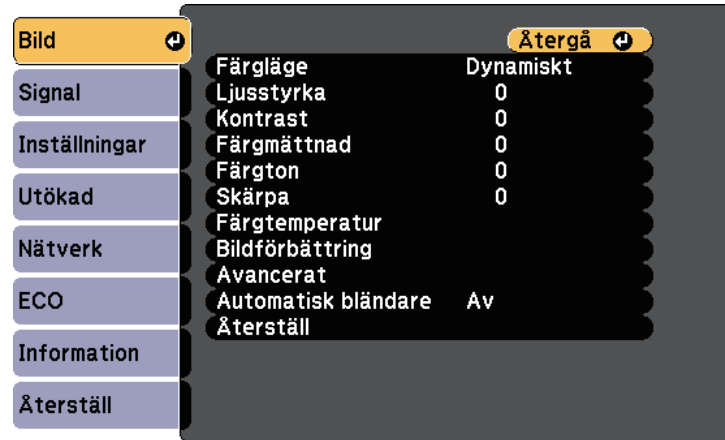 Bild
Signal
Inställningar
Utökad
Nätverk
ECO
Information
Återställ
Återgå
Färgläge Dynamiskt
Ljusstyrka 0
Kontrast 0
Färgmättnad 0
Färgton 0
Skärpa 0
Färgtemperatur
Bildförbättring
Avancerat
Automatisk bländare Av
Återställ